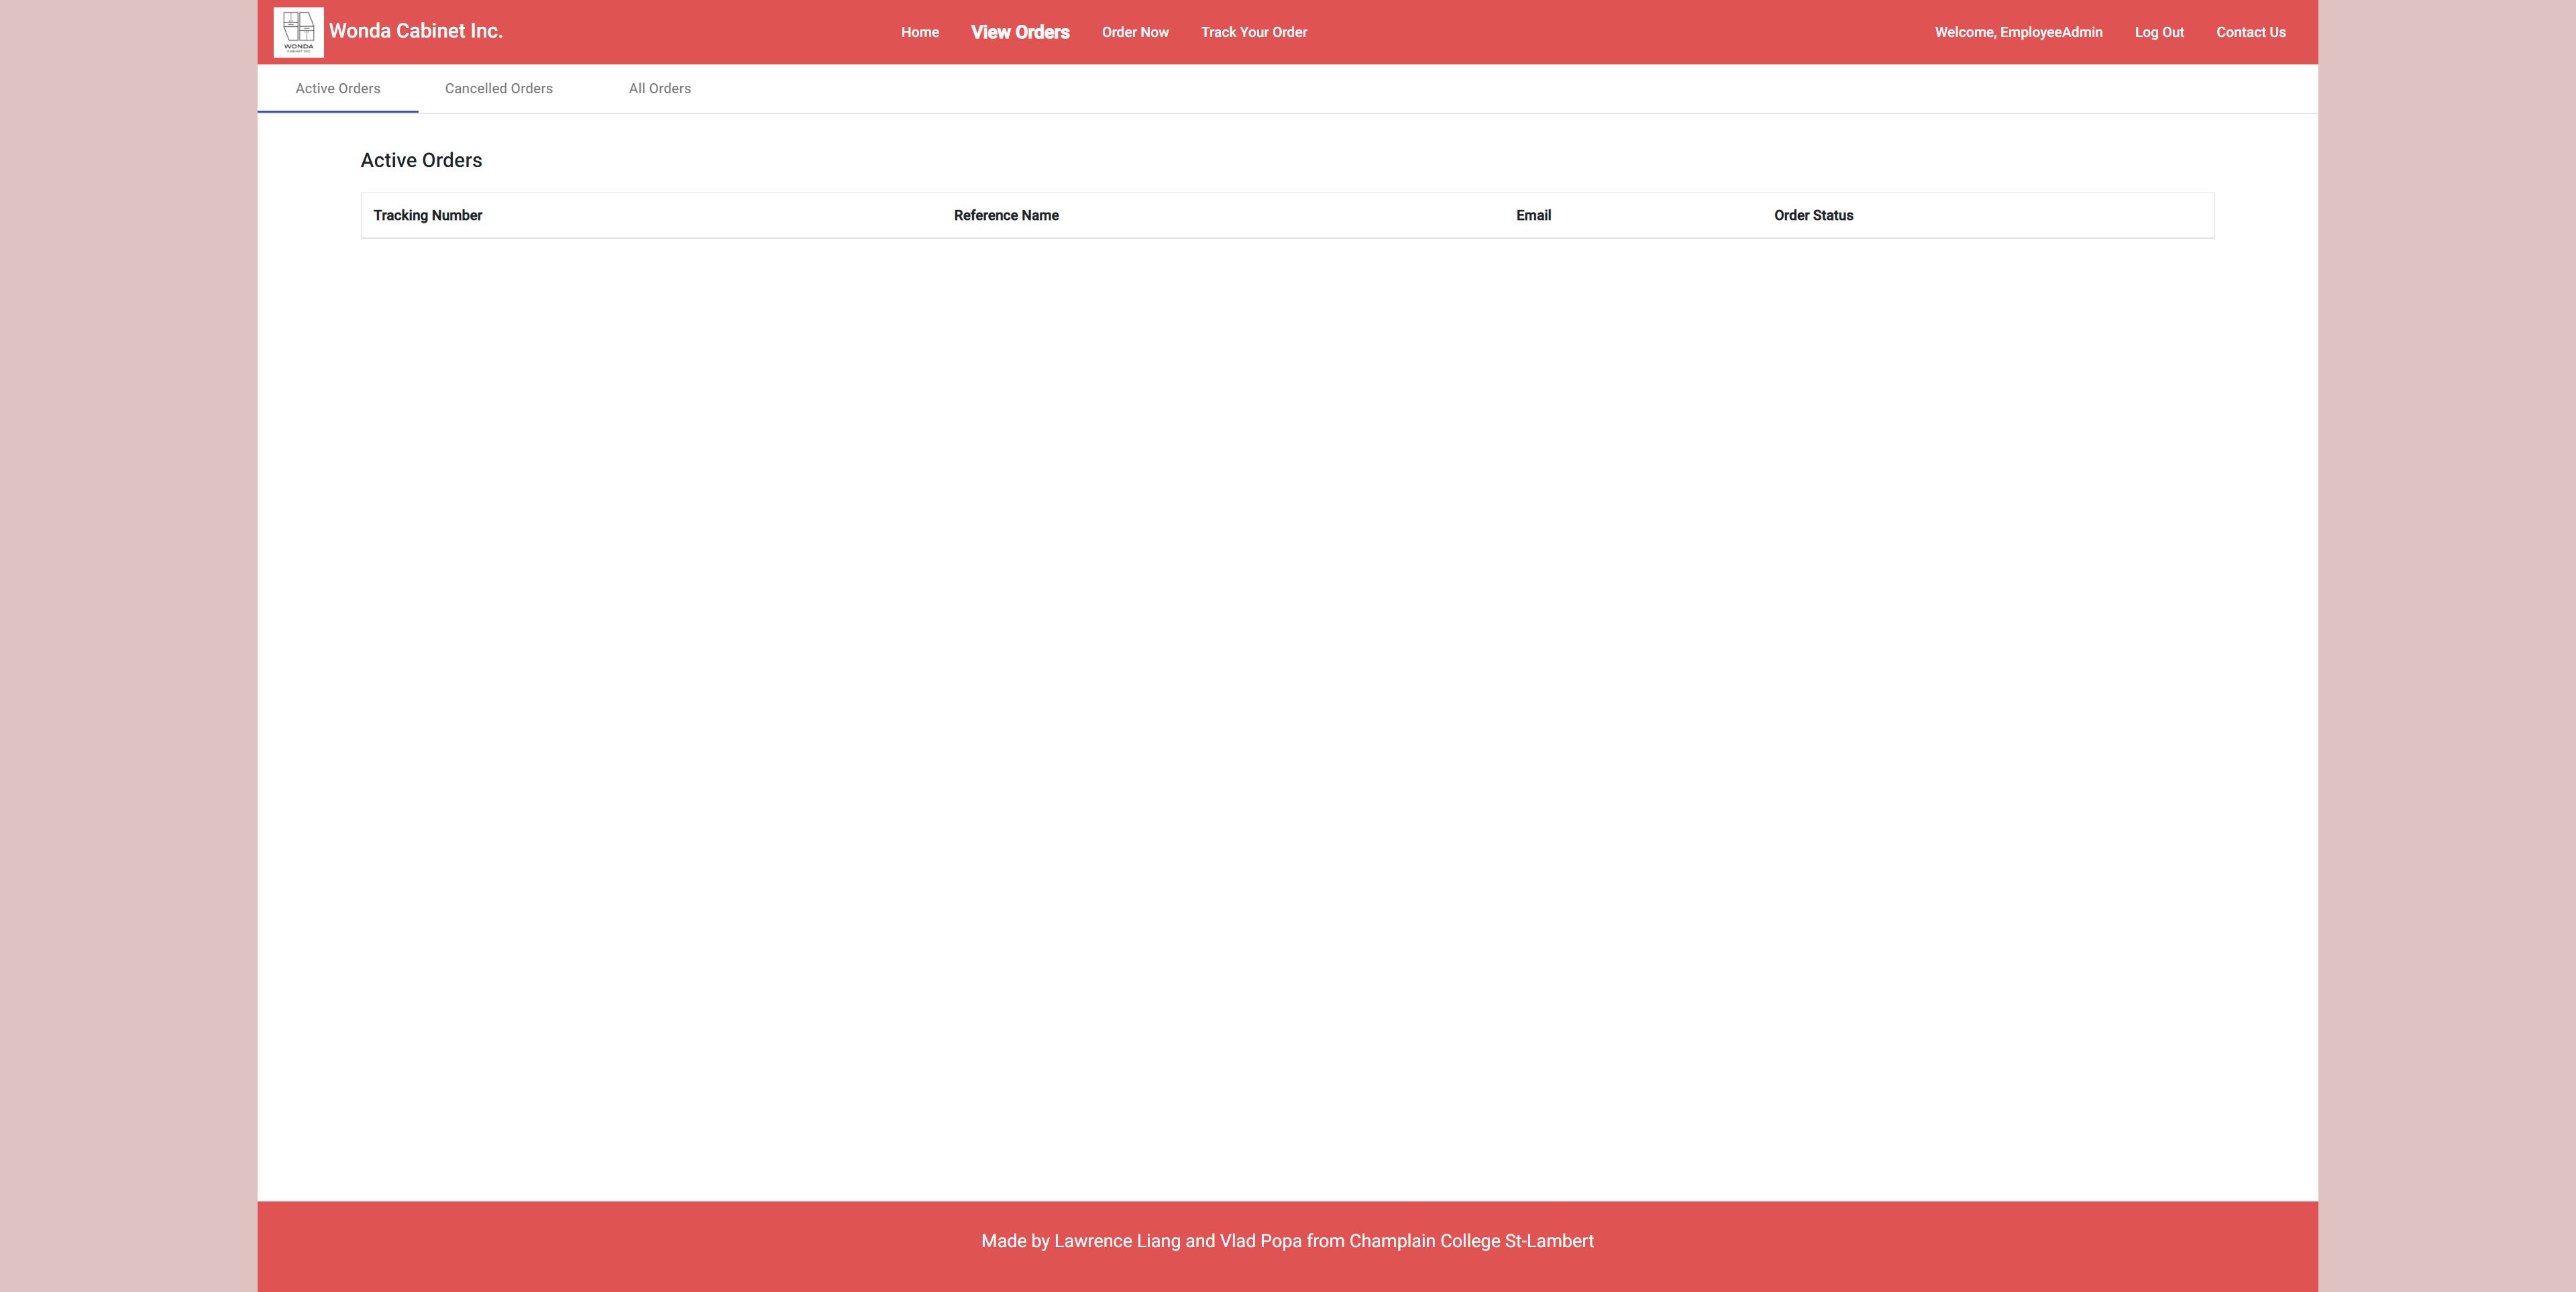 WONDA
CABINET INC.
Wonda Cabinet Inc.
Home View Orders Order Now Track Your Order
Welcome, EmployeeAdmin Log Out Contact Us
Active Orders Cancelled Orders All Orders
Active Orders
Tracking Number Reference Name Email Order Status
Made by Lawrence Liang and Vlad Popa from Champlain College St-Lambert